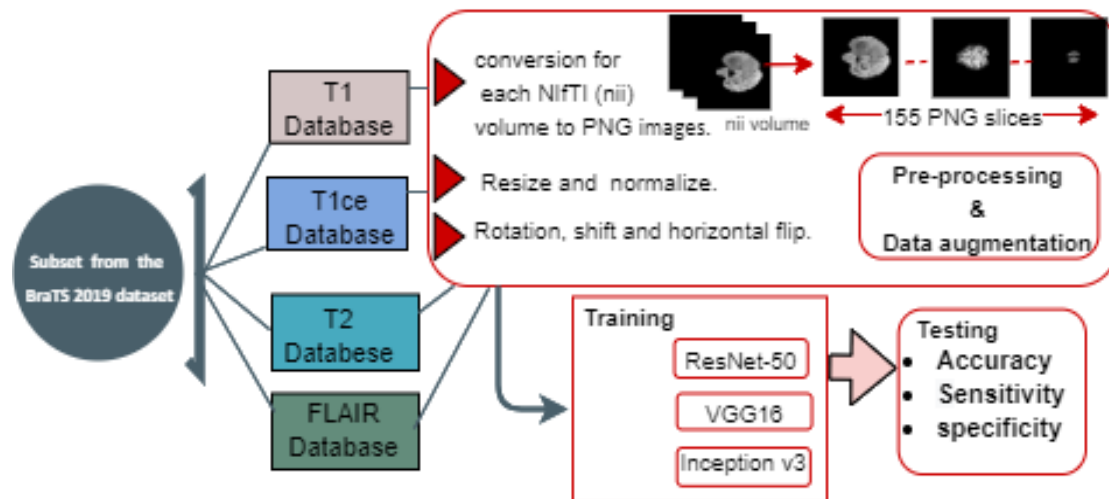 Subset from the
BraTS 2019 dataset
T1
Database
T1ce
Database
T2
Databese
FLAIR
Database
conversion for
each NIfTI (nii)
volume to PNG images.
nii volume
155 PNG slices
Resize and normalize.
Rotation, shift and horizontal flip.
Pre-processing
&
Data augmentation
Training
ResNet-50
VGG16
Inception v3
Testing
• Accuracy
• Sensitivity
• specificity